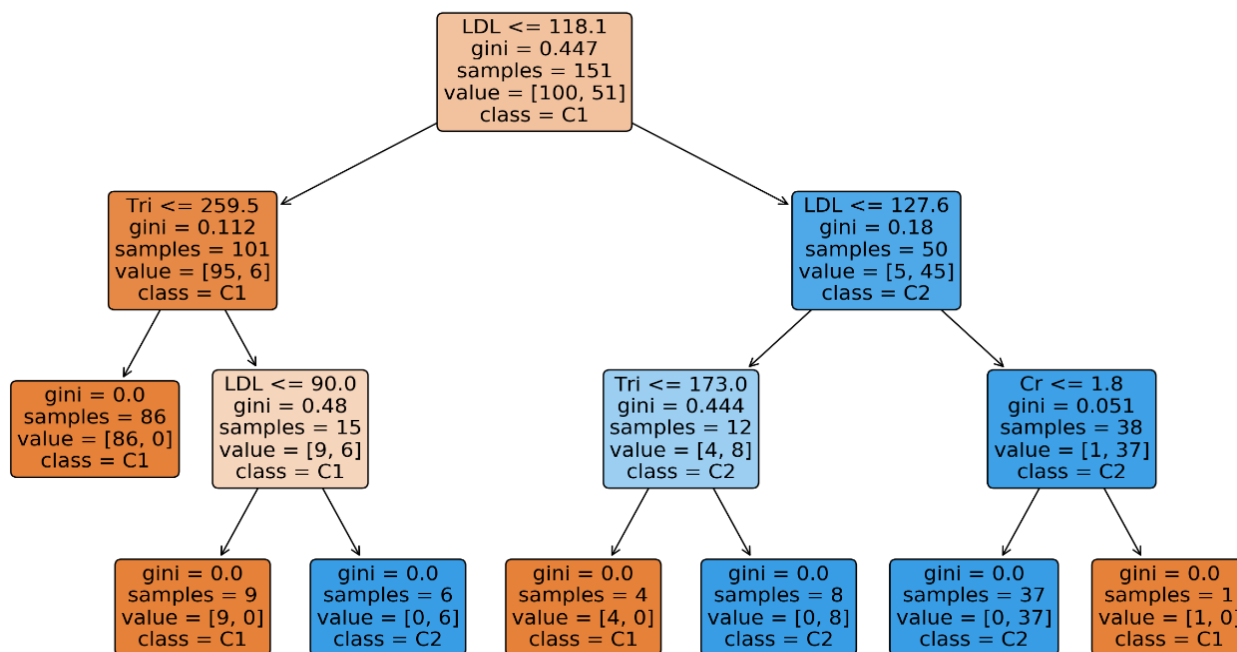 LDL <= 118.1
gini = 0.447
samples = 151
value = [100, 51]
class = C1
Tri <= 259.5
gini = 0.112
samples = 101
value = [95, 6]
class = C1
LDL <= 127.6
gini = 0.18
samples = 50
value = [5, 45]
class = C2
gini = 0.0
samples = 86
value = [86, 0]
class = C1
LDL <= 90.0
gini = 0.48
samples = 15
value = [9, 6]
class = C1
Tri <= 173.0
gini = 0.444
samples = 12
value = [4, 8]
class = C2
Cr <= 1.8
gini = 0.051
samples = 38
value = [1, 37]
class = C2
gini = 0.0
samples = 9
value = [9, 0]
class = C1
gini = 0.0
samples = 6
value = [0, 6]
class = C2
gini = 0.0
samples = 4
value = [4, 0]
class = C1
gini = 0.0
samples = 8
value = [0, 8]
class = C2
gini = 0.0
samples = 37
value = [0, 37]
class = C2
gini = 0.0
samples = 1
value = [1, 0]
class = C1